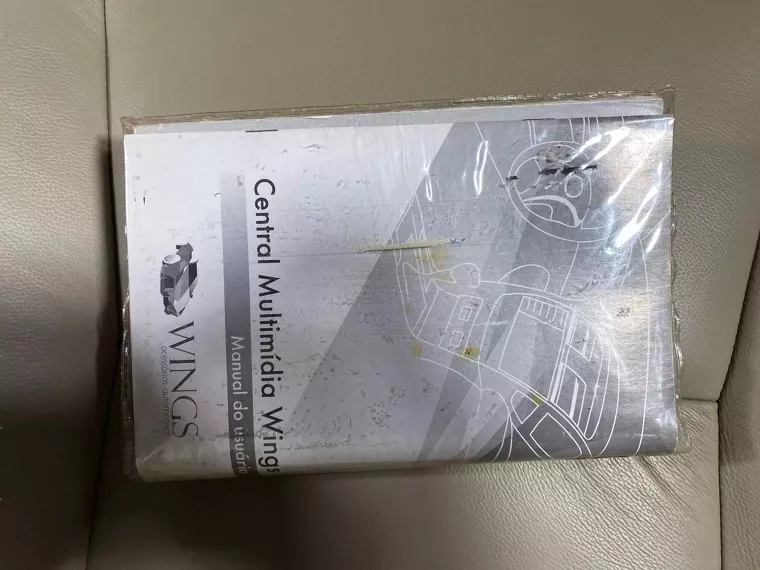 Central Multimídia Wings
Manual do usuário
WINGS
acessórios automotivos